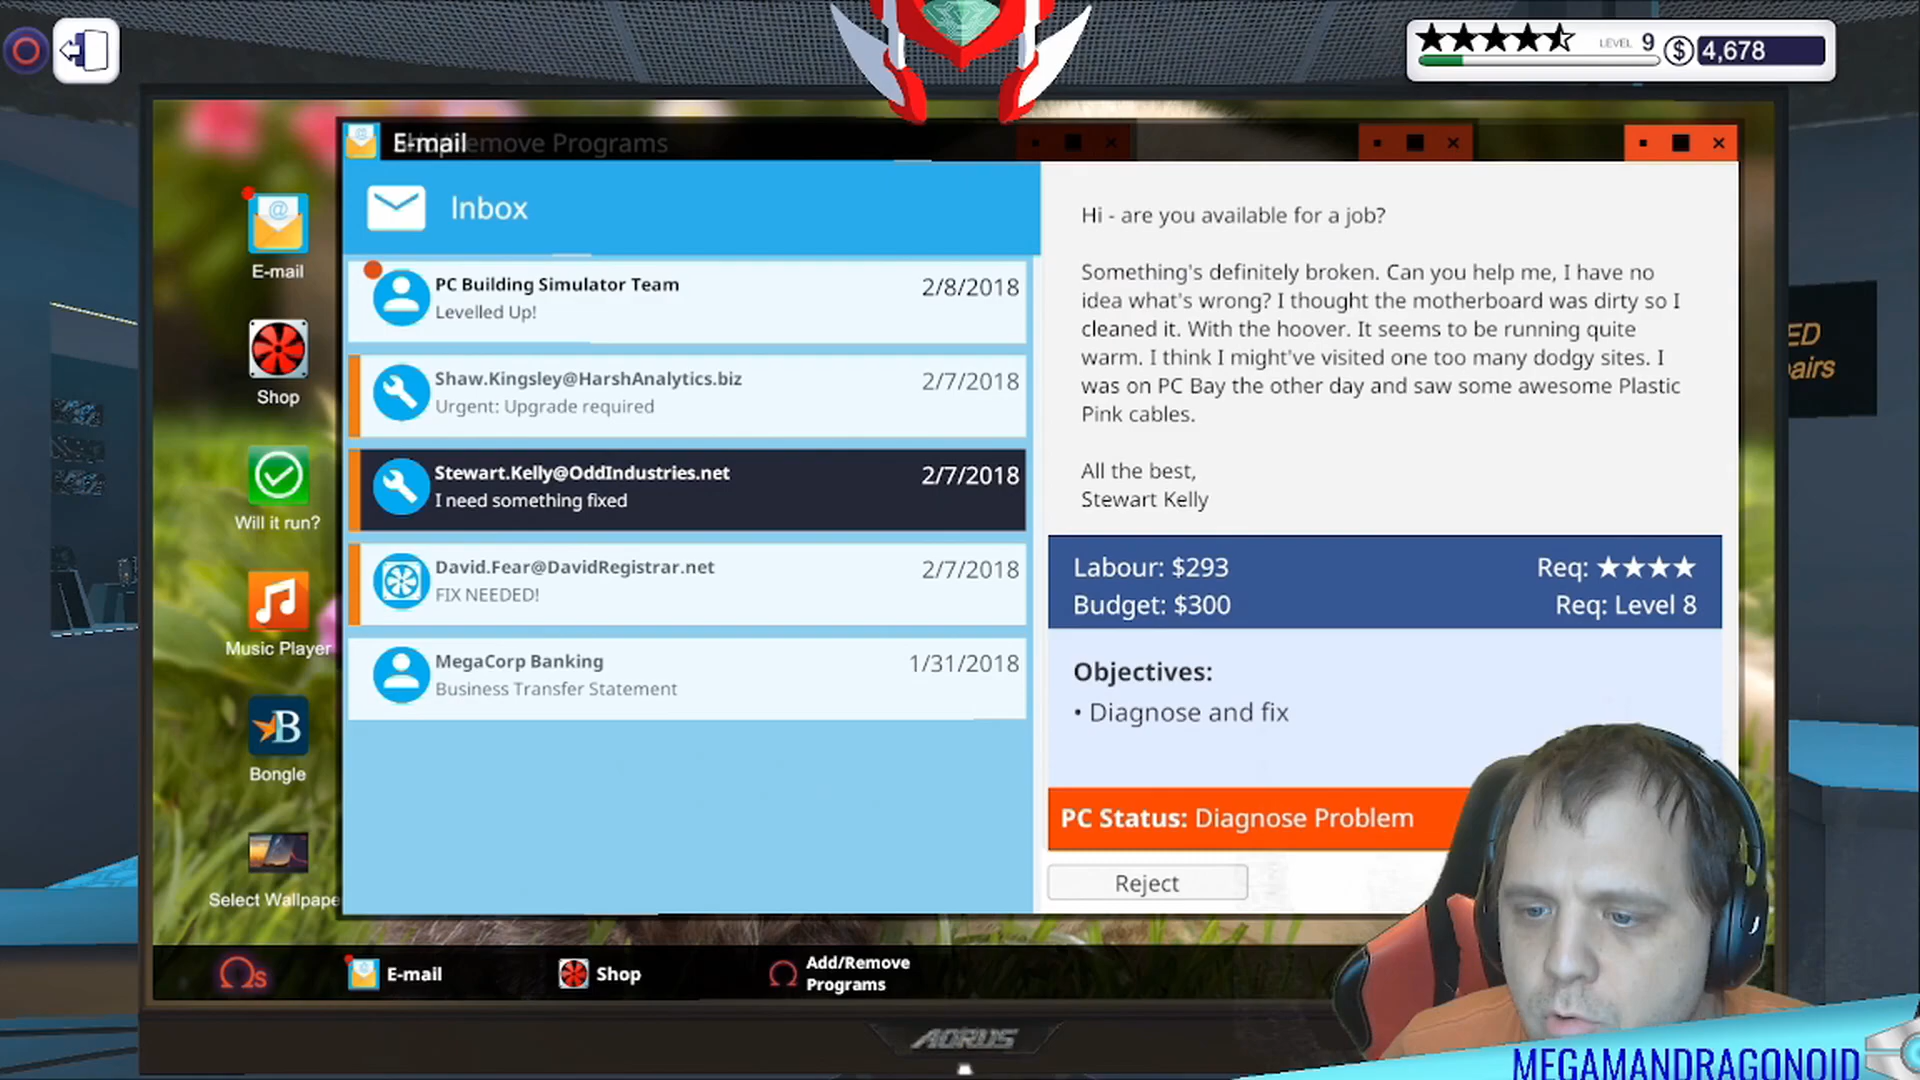 LEVEL 9
$ 4,678
E-mail
Remove Programs
Inbox
E-mail
Shop
Will it run?
Music Player
Bongle
Select Wallpape
PC Building Simulator Team
2/8/2018
Levelled Up!
Shaw.Kingsley@HarshAnalytics.biz
2/7/2018
Urgent: Upgrade required
Stewart.Kelly@OddIndustries.net
2/7/2018
I need something fixed
David.Fear@DavidRegistrar.net
2/7/2018
FIX NEEDED!
MegaCorp Banking
1/31/2018
Business Transfer Statement
Hi - are you available for a job?
Something's definitely broken. Can you help me, I have no
idea what's wrong? I thought the motherboard was dirty so I
cleaned it. With the hoover. It seems to be running quite
warm. I think I might've visited one too many dodgy sites. I
was on PC Bay the other day and saw some awesome Plastic
Pink cables.
All the best,
Stewart Kelly
Labour: $293
Req: ★★★★
Budget: $300
Req: Level 8
Objectives:
• Diagnose and fix
PC Status: Diagnose Problem
Reject
ED
airs
E-mail
Shop
Add/Remove
Programs
AORUS
MEGAMANDRAGONOID